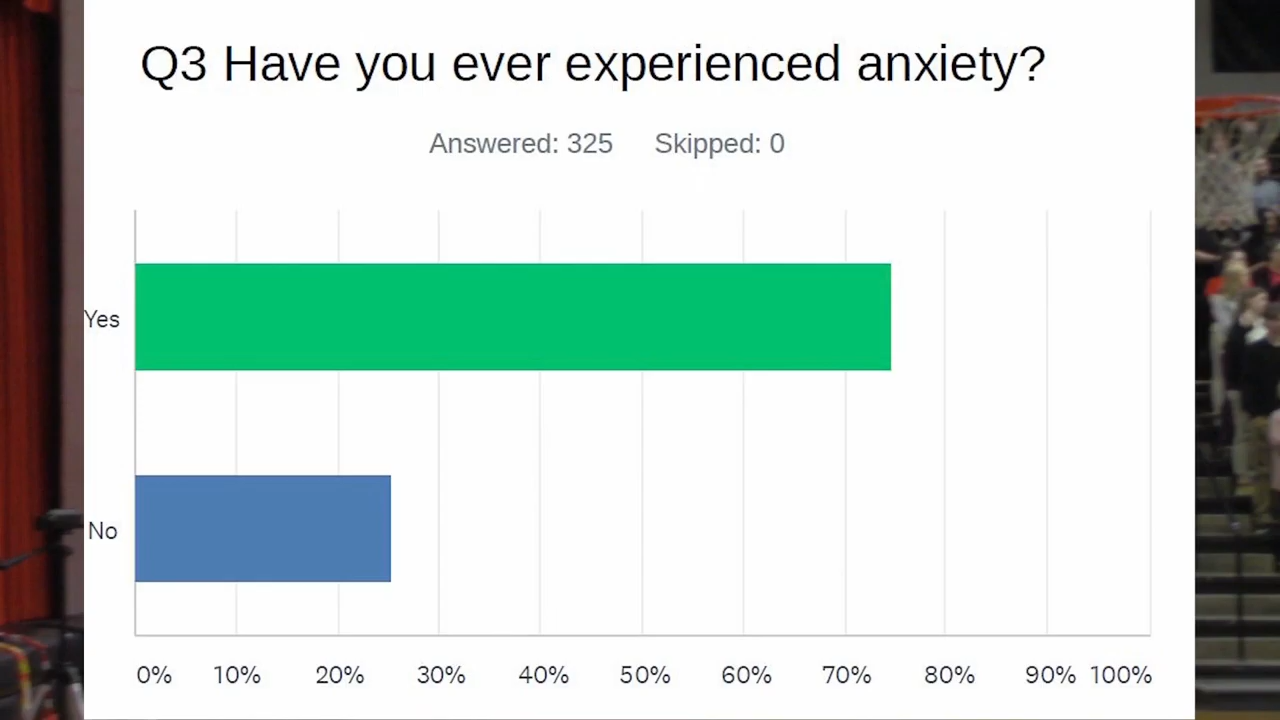 Q3 Have you ever experienced anxiety?
Answered: 325 Skipped: 0
Yes
No
0% 10% 20% 30% 40% 50% 60% 70% 80% 90% 100%